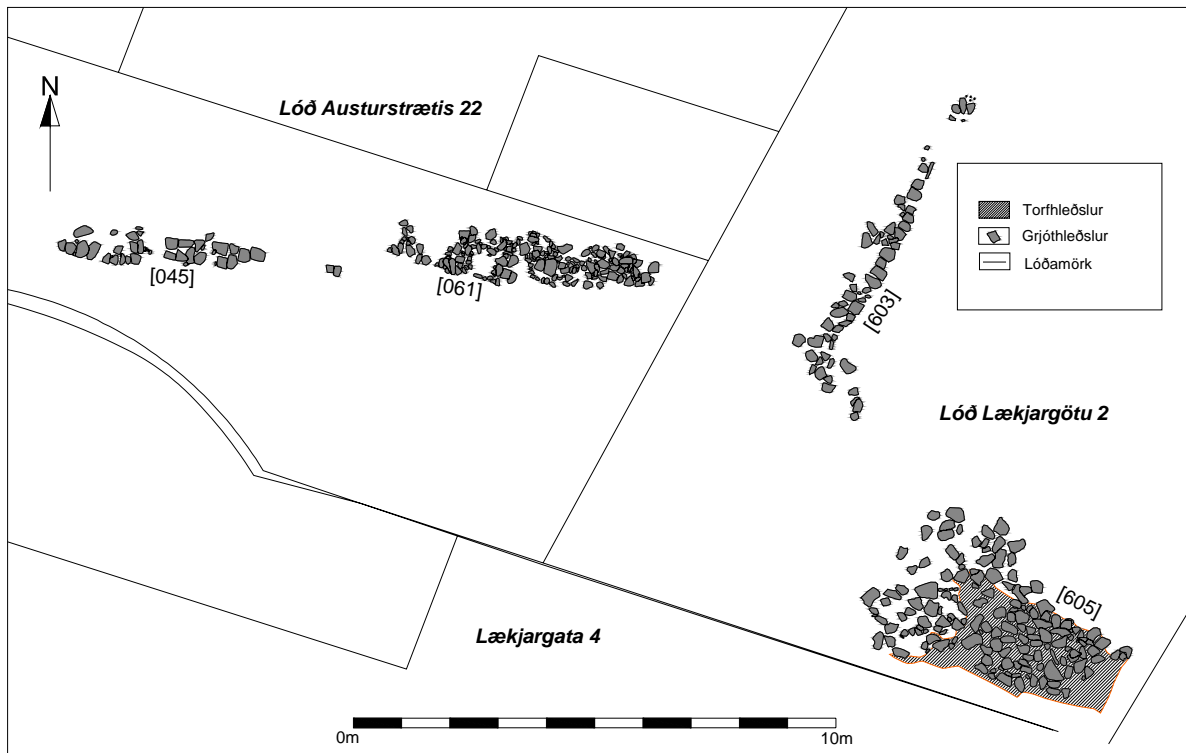 N
Lóð Austurstrætis 22
Torfhleðslur
Grjóthleðslur
Lóðamörk
[045]
[061]
[603]
Lóð Lækjargötu 2
[605]
Lækjargata 4
0m
10m